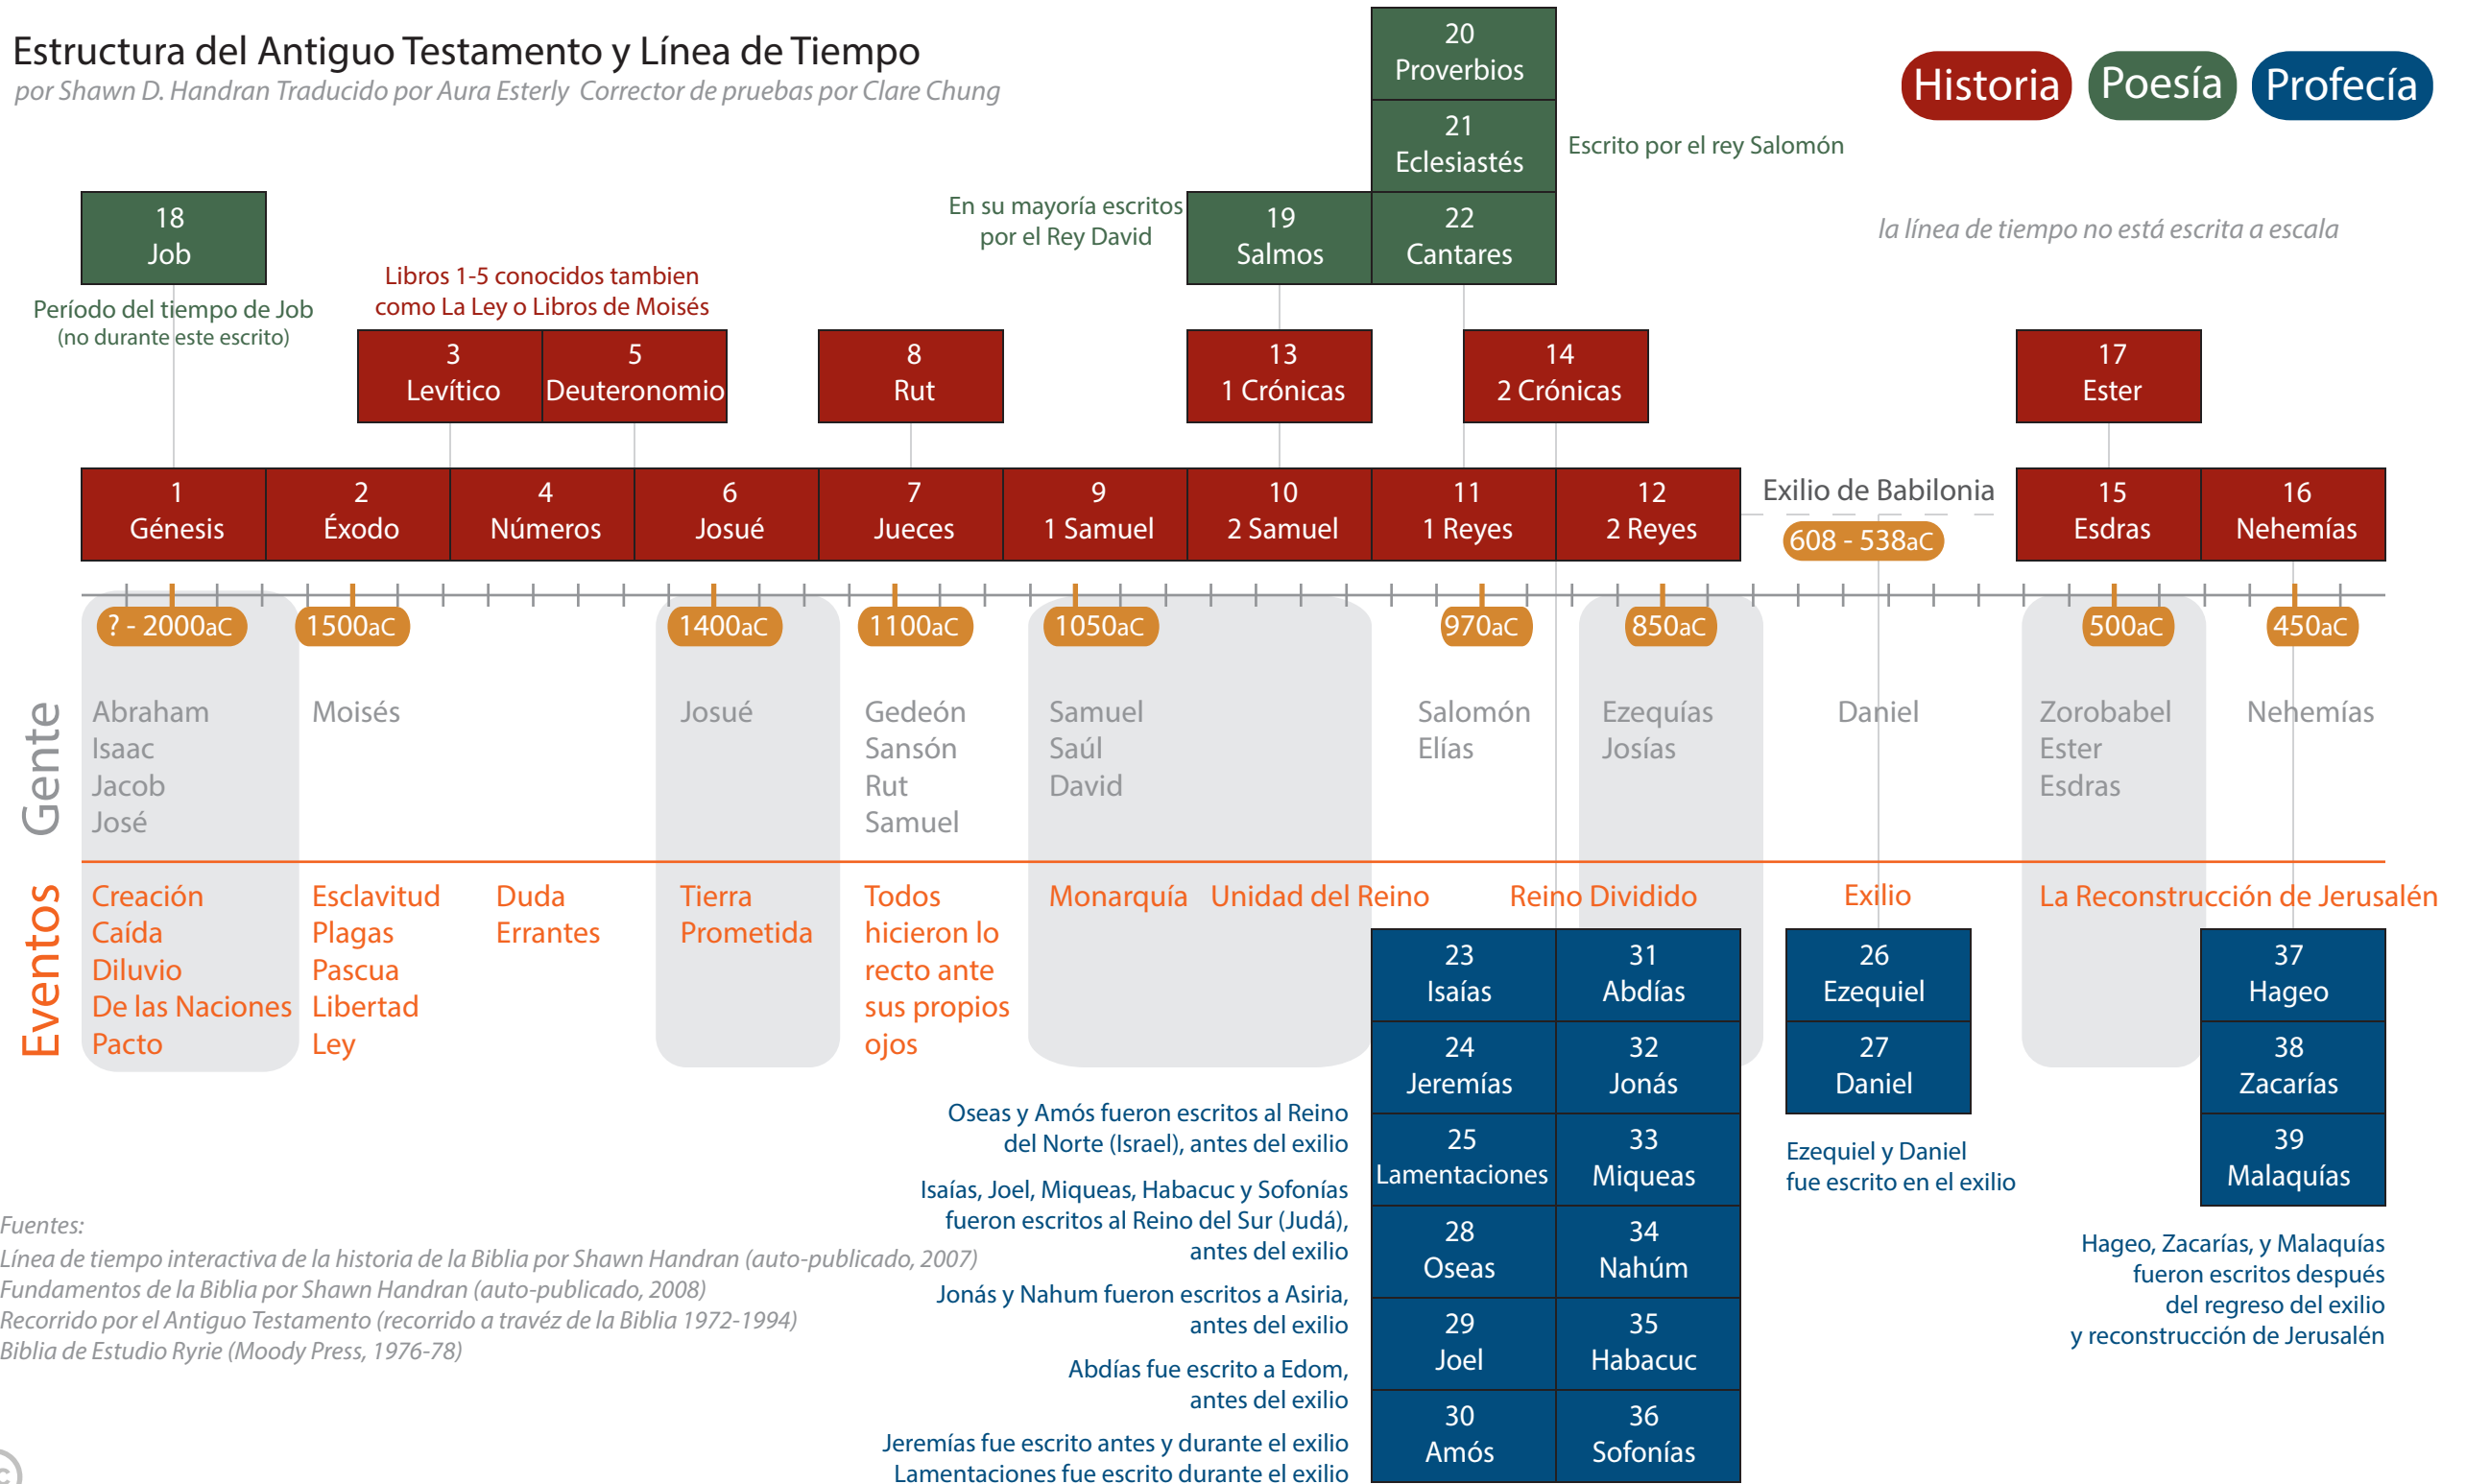 Estructura del Antiguo Testamento y Línea de Tiempo
por Shawn D. Handran Traducido por Aura Esterly Corrector de pruebas por Clare Chung
Historia
Poesía
Profecía
la línea de tiempo no está escrita a escala
20
Proverbios
21
Eclesiastés
Escrito por el rey Salomón
18
Job
En su mayoría escritos
por el Rey David
19
Salmos
22
Cantares
Período del tiempo de Job
(no durante este escrito)
Libros 1-5 conocidos tambien
como La Ley o Libros de Moisés
3
Levítico
5
Deuteronomio
8
Rut
13
1 Crónicas
14
2 Crónicas
17
Ester
1
Génesis
2
Éxodo
4
Números
6
Josué
7
Jueces
9
1 Samuel
10
2 Samuel
11
1 Reyes
12
2 Reyes
Exilio de Babilonia
608 - 538aC
15
Esdras
16
Nehemías
? - 2000aC
1500aC
1400aC
1100aC
1050aC
970aC
850aC
500aC
450aC
Gente
Abraham
Isaac
Jacob
José
Moisés
Josué
Gedeón
Sansón
Rut
Samuel
Samuel
Saúl
David
Salomón
Elías
Ezequías
Josías
Daniel
Zorobabel
Ester
Esdras
Nehemías
Eventos
Creación
Caída
Diluvio
De las Naciones
Pacto
Esclavitud
Plagas
Pascua
Libertad
Ley
Duda
Errantes
Tierra
Prometida
Todos
hicieron lo
recto ante
sus propios
ojos
Monarquía
Unidad del Reino
Reino Dividido
Exilio
La Reconstrucción de Jerusalén
23
Isaías
31
Abdías
24
Jeremías
32
Jonás
25
Lamentaciones
33
Miqueas
28
Oseas
34
Nahúm
29
Joel
35
Habacuc
30
Amós
36
Sofonías
26
Ezequiel
27
Daniel
Ezequiel y Daniel
fue escrito en el exilio
37
Hageo
38
Zacarías
39
Malaquías
Hageo, Zacarías, y Malaquías
fueron escritos después
del regreso del exilio
y reconstrucción de Jerusalén
Oseas y Amós fueron escritos al Reino
del Norte (Israel), antes del exilio
Isaías, Joel, Miqueas, Habacuc y Sofonías
fueron escritos al Reino del Sur (Judá),
antes del exilio
Jonás y Nahum fueron escritos a Asiria,
antes del exilio
Abdías fue escrito a Edom,
antes del exilio
Jeremías fue escrito antes y durante el exilio
Lamentaciones fue escrito durante el exilio
Fuentes:
Línea de tiempo interactiva de la historia de la Biblia por Shawn Handran (auto-publicado, 2007)
Fundamentos de la Biblia por Shawn Handran (auto-publicado, 2008)
Recorrido por el Antiguo Testamento (recorrido a travéz de la Biblia 1972-1994)
Biblia de Estudio Ryrie (Moody Press, 1976-78)